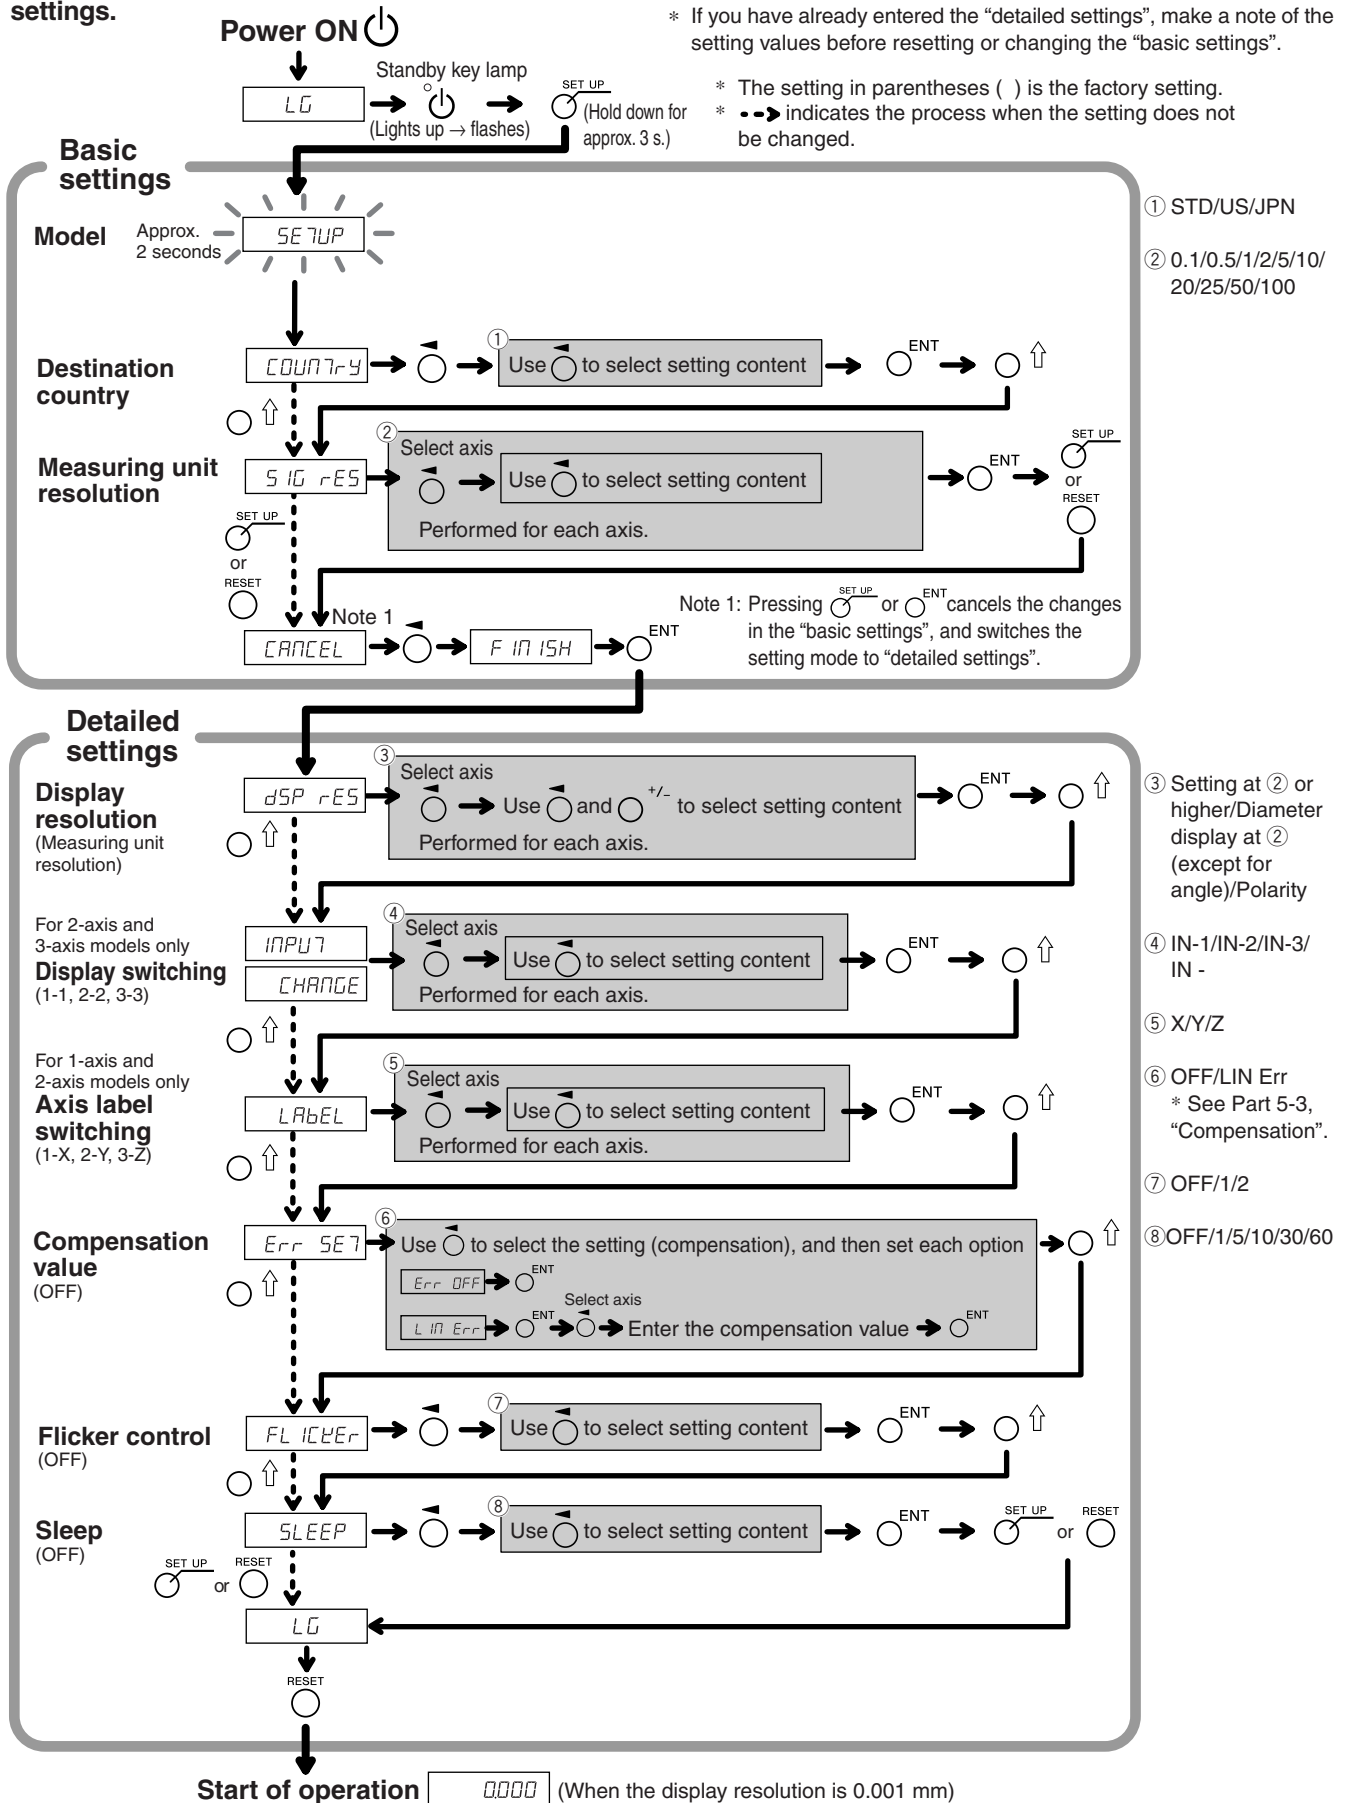 settings.
Power ON
∗ If you have already entered the “detailed settings”, make a note of the
setting values before resetting or changing the “basic settings”.
∗ The setting in parentheses ( ) is the factory setting.
∗ indicates the process when the setting does not
be changed.
LG
Standby key lamp
(Lights up → flashes)
SET UP
(Hold down for
approx. 3 s.)
Basic
settings
Model
Approx.
2 seconds
SETUP
① STD/US/JPN
② 0.1/0.5/1/2/5/10/
20/25/50/100
Destination
country
COUNTrY
①
Use to select setting content
ENT
Measuring unit
resolution
SIG rES
②
Select axis
Use to select setting content
Performed for each axis.
ENT
SET UP
or
RESET
SET UP
or
RESET
Note 1
CANCEL
FINISH
ENT
Note 1: Pressing SET UP or ENT cancels the changes
in the “basic settings”, and switches the
setting mode to “detailed settings”.
Detailed
settings
Display
resolution
(Measuring unit
resolution)
dSP rES
③
Select axis
Use and +/- to select setting content
Performed for each axis.
ENT
③ Setting at ② or
higher/Diameter
display at ②
(except for
angle)/Polarity
For 2-axis and
3-axis models only
Display switching
(1-1, 2-2, 3-3)
INPUT
CHANGE
④
Select axis
Use to select setting content
Performed for each axis.
ENT
④ IN-1/IN-2/IN-3/
IN -
For 1-axis and
2-axis models only
Axis label
switching
(1-X, 2-Y, 3-Z)
LAbEL
⑤
Select axis
Use to select setting content
Performed for each axis.
ENT
⑤ X/Y/Z
⑥ OFF/LIN Err
∗ See Part 5-3,
“Compensation”.
⑦ OFF/1/2
⑧OFF/1/5/10/30/60
Compensation
value
(OFF)
Err SET
⑥
Use to select the setting (compensation), and then set each option
Err OFF
ENT
LIN Err
ENT
Select axis
Enter the compensation value
ENT
Flicker control
(OFF)
FLICKEr
⑦
Use to select setting content
ENT
Sleep
(OFF)
SLEEP
⑧
Use to select setting content
ENT
SET UP
or
RESET
SET UP
or
RESET
LG
RESET
Start of operation
0.000
(When the display resolution is 0.001 mm)